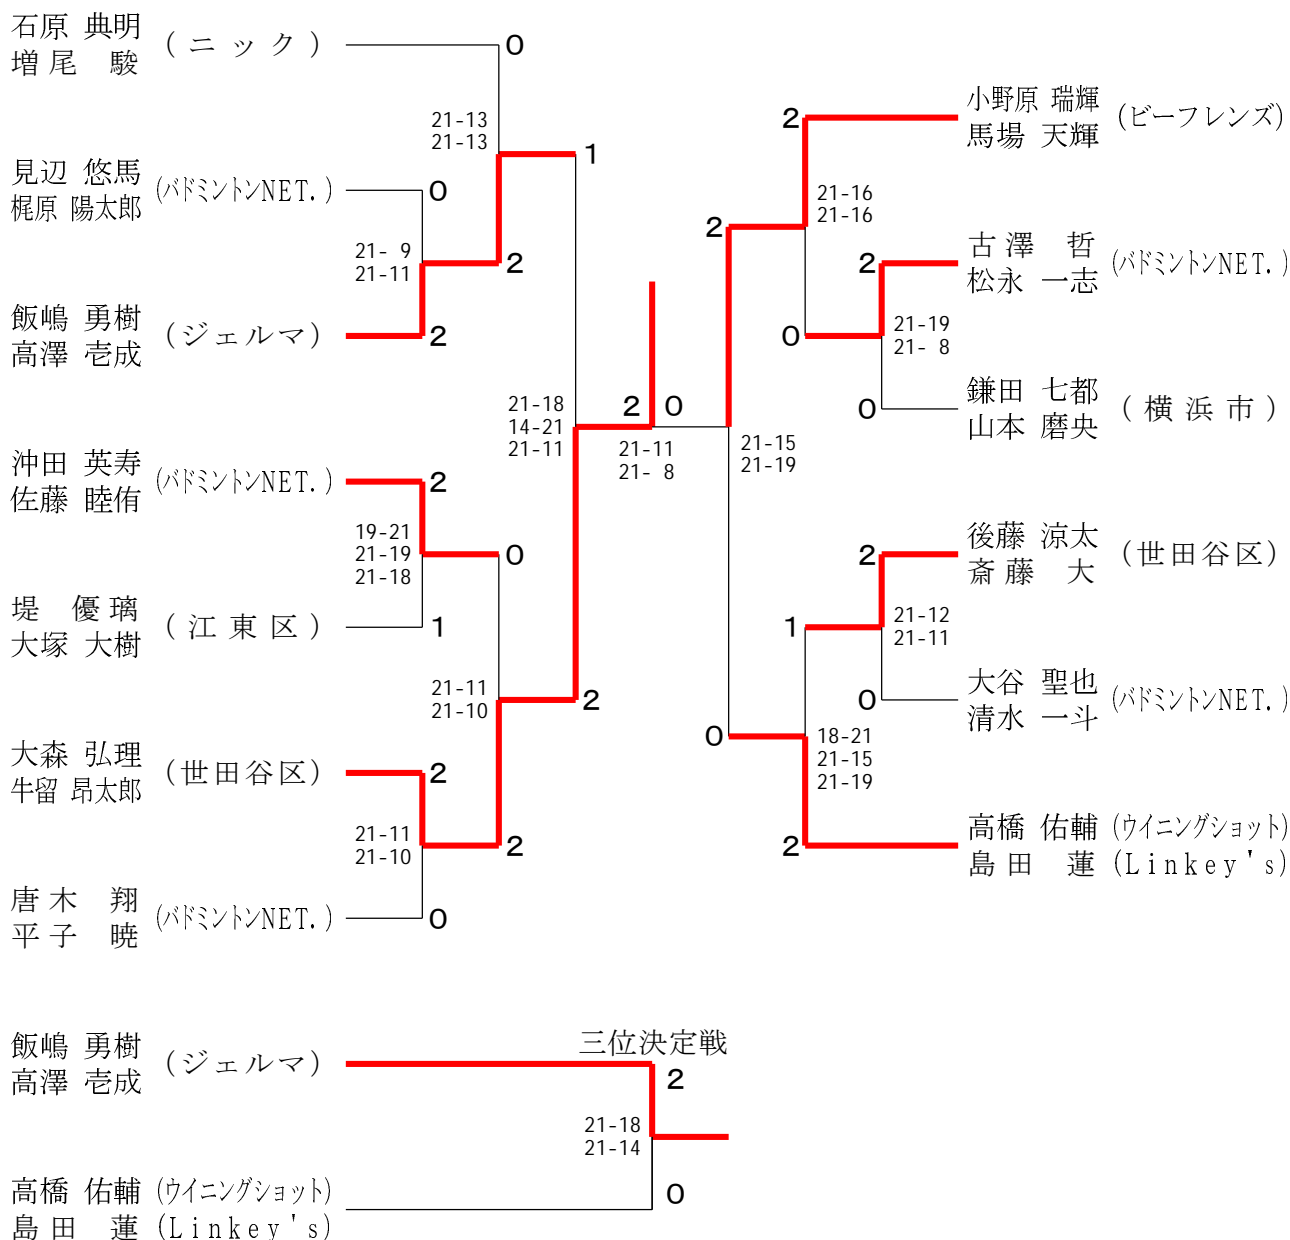 石原 典明
増尾 駿
(ニック)
0
21-13
21-13
1
見辺 悠馬
梶原 陽太郎
(バドミントンNET.)
0
21- 9
21-11
2
飯嶋 勇樹
高澤 壱成
(ジェルマ)
2
21-18
14-21
21-11
沖田 英寿
佐藤 睦侑
(バドミントンNET.)
2
19-21
21-19
21-18
0
堤 優璃
大塚 大樹
(江東区)
1
21-11
21-10
2
大森 弘理
牛留 昂太郎
(世田谷区)
2
21-11
21-10
2
唐木 翔
平子 暁
(バドミントンNET.)
0
2 0
21-11
21- 8
小野原 瑞輝
馬場 天輝
(ビーフレンズ)
2
21-16
21-16
2
古澤 哲
松永 一志
(バドミントンNET.)
2
21-19
21- 8
0
鎌田 七都
山本 磨央
(横浜市)
0
21-15
21-19
後藤 涼太
斎藤 大
(世田谷区)
2
21-12
21-11
1
大谷 聖也
清水 一斗
(バドミントンNET.)
0
0
18-21
21-15
21-19
高橋 佑輔 (ウイニングショット)
島田 蓮 (Linkey's)
2
三位決定戦
飯嶋 勇樹
高澤 壱成
(ジェルマ)
2
21-18
21-14
高橋 佑輔 (ウイニングショット)
島田 蓮 (Linkey's)
0